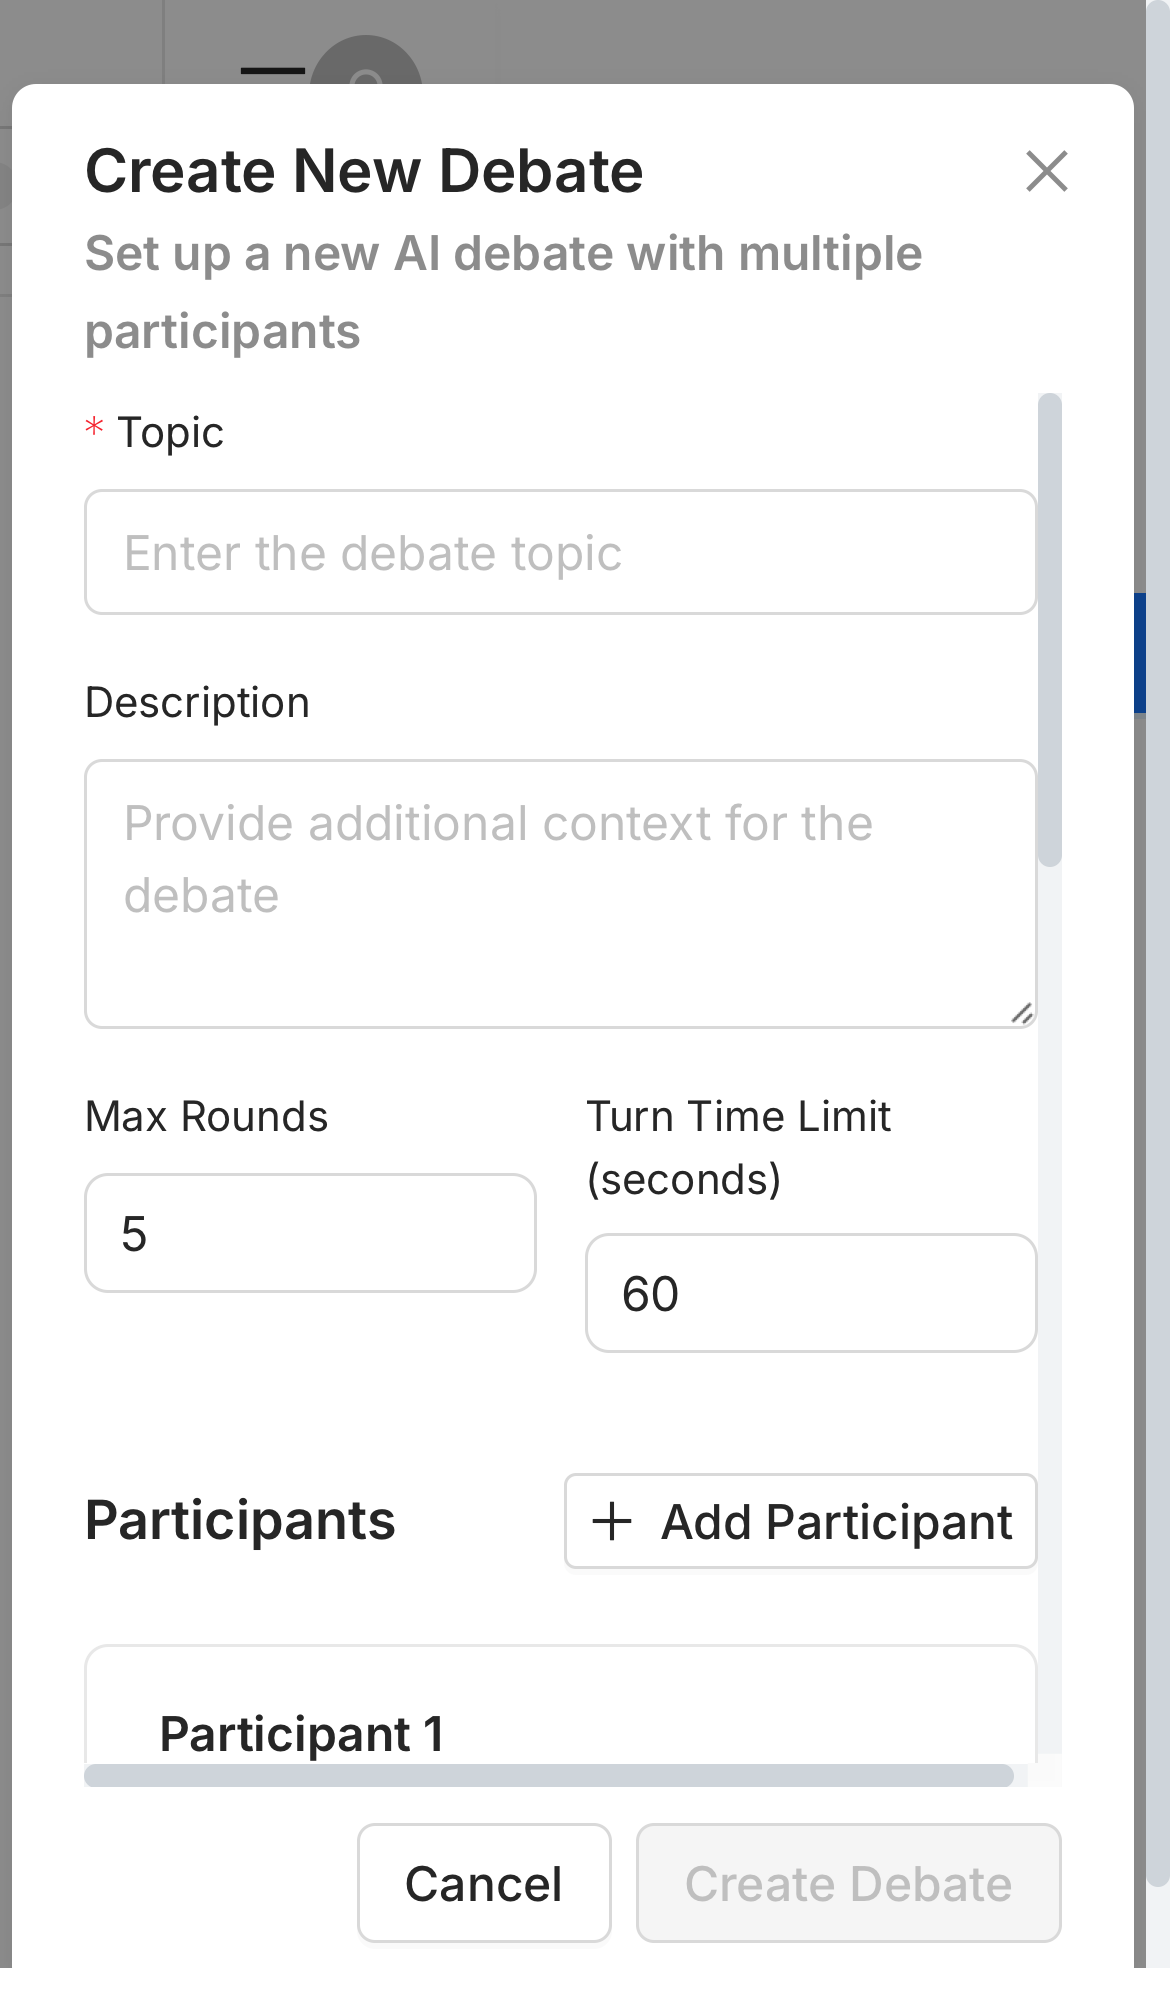 Create New Debate
Set up a new AI debate with multiple
participants
* Topic
Enter the debate topic
Description
Provide additional context for the
debate
Max Rounds
Turn Time Limit
(seconds)
5
60
Participants
+ Add Participant
Participant 1
Cancel
Create Debate